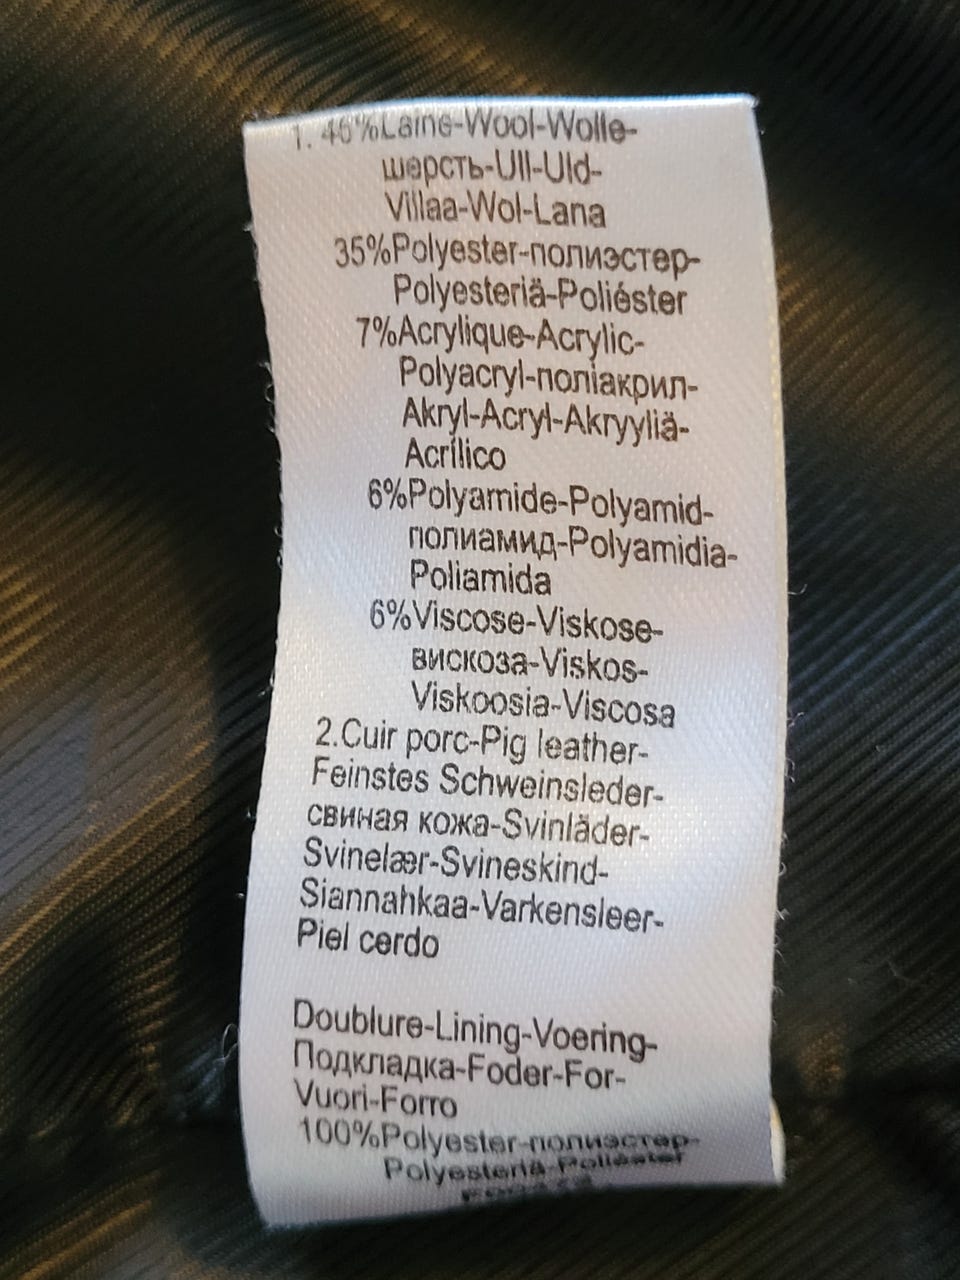 1. 46%Laine-Wool-Wolle-
шерсть-Ull-Uld-
Villaa-Wol-Lana
35%Polyester-полиэстер-
Polyesteriä-Poliéster
7%Acrylique-Acrylic-
Polyacryl-поліакрил-
Akryl-Acryl-Akryyliä-
Acrílico
6%Polyamide-Polyamid-
полиамид-Polyamidia-
Poliamida
6%Viscose-Viskose-
вискоза-Viskos-
Viskoosia-Viscosa
2.Cuir porc-Pig leather-
Feinstes Schweinsleder-
свиная кожа-Svinläder-
Svinelær-Svineskind-
Siannahkaa-Varkensleer-
Piel cerdo
Doublure-Lining-Voering-
Подкладка-Foder-For-
Vuori-Forro
100%Polyester-полиэстер-
Polyesteriä-Poliéster